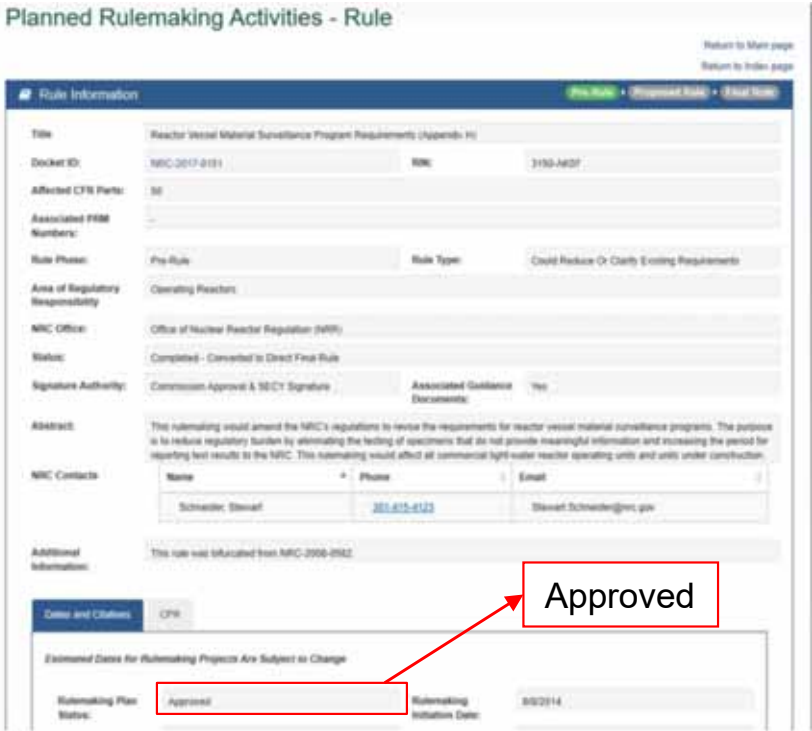 Planned Rulemaking Activities - Rule
Return to Main page
Return to Index page
Rule Information
Pre-Rule Proposed Rule Final Rule
Title Reactor Vessel Material Surveillance Program Requirements (Appendix H)
Docket ID: NRC-2017-0151 RIN:
Affected CFR Parts: 50
Associated PRM -
Numbers:
Rule Phase: Pre-Rule Rule Type: Could Reduce Or Clarify Existing Requirements
Area of Regulatory Operating Reactors
Responsibility
NRC Office: Office of Nuclear Reactor Regulation (NRR)
Status: Completed - Converted to Direct Final Rule
Signature Authority: Commission Approval & SECY Signature Associated Guidance Yes
Documents:
Abstract: This rulemaking would amend the NRC's regulations to revise the requirements for reactor vessel material surveillance programs. The purpose
is to reduce regulatory burden by eliminating the testing of specimens that do not provide meaningful information and increasing the period for
reporting test results to the NRC. This rulemaking would affect all commercial light-water reactor operating units and units under construction.
NRC Contacts Name Phone Email
Schneider, Stewart 301-415-4123 Stewart.Schneider@nrc.gov
Additional This rule was bifurcated from NRC-2008-0582.
Information:
Approved
Dates and Citations CFR
Estimated Dates for Rulemaking Projects Are Subject to Change
Rulemaking Plan Approved Rulemaking 8/8/2014
Status: Initiation Date: